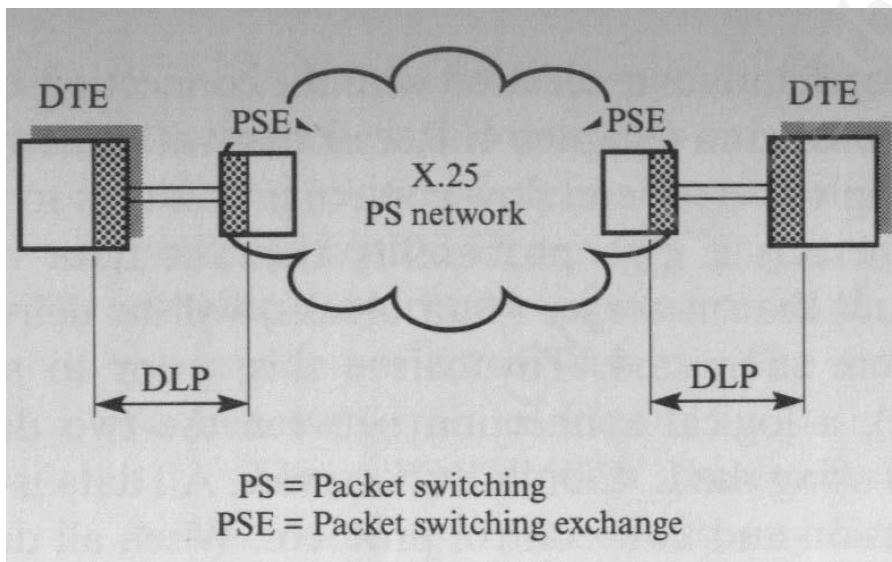 DTE
DTE
PSE
PSE
X.25
PS network
DLP
DLP
PS = Packet switching
PSE = Packet switching exchange